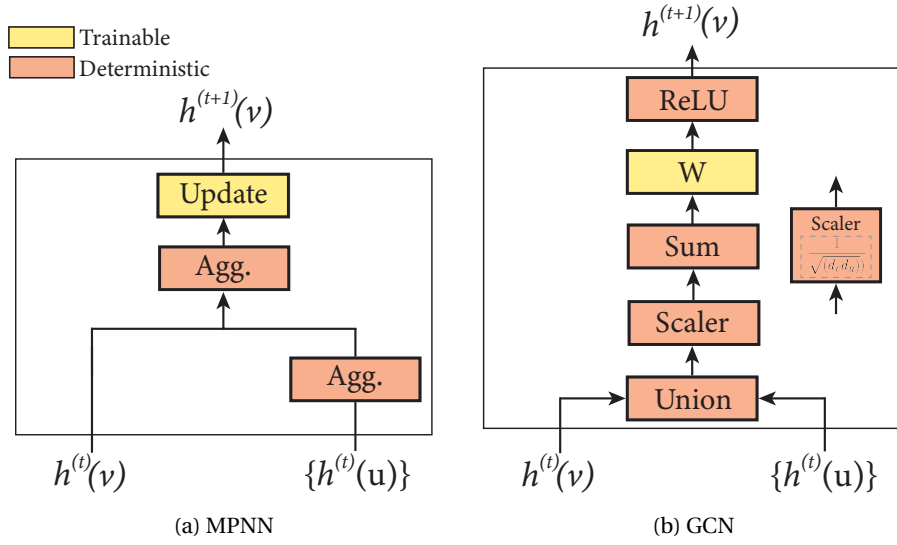 Trainable
Deterministic
h^(t+1)(v)
Update
Agg.
Agg.
h^(t)(v)
{h^(t)(u)}
(a) MPNN
h^(t+1)(v)
ReLU
W
Sum
Scaler
Union
Scaler
1
√(d_v d_u))
h^(t)(v)
{h^(t)(u)}
(b) GCN